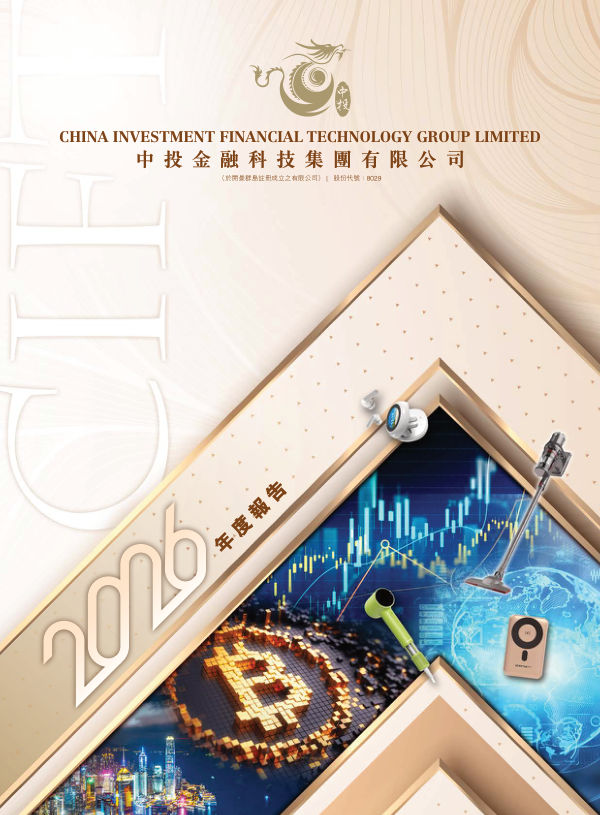 中投
CHINA INVESTMENT FINANCIAL TECHNOLOGY GROUP LIMITED
中投金融科技集團有限公司
（於開曼群島註冊成立之有限公司） | 股份代號：8029
CIFT
2026 年度報告